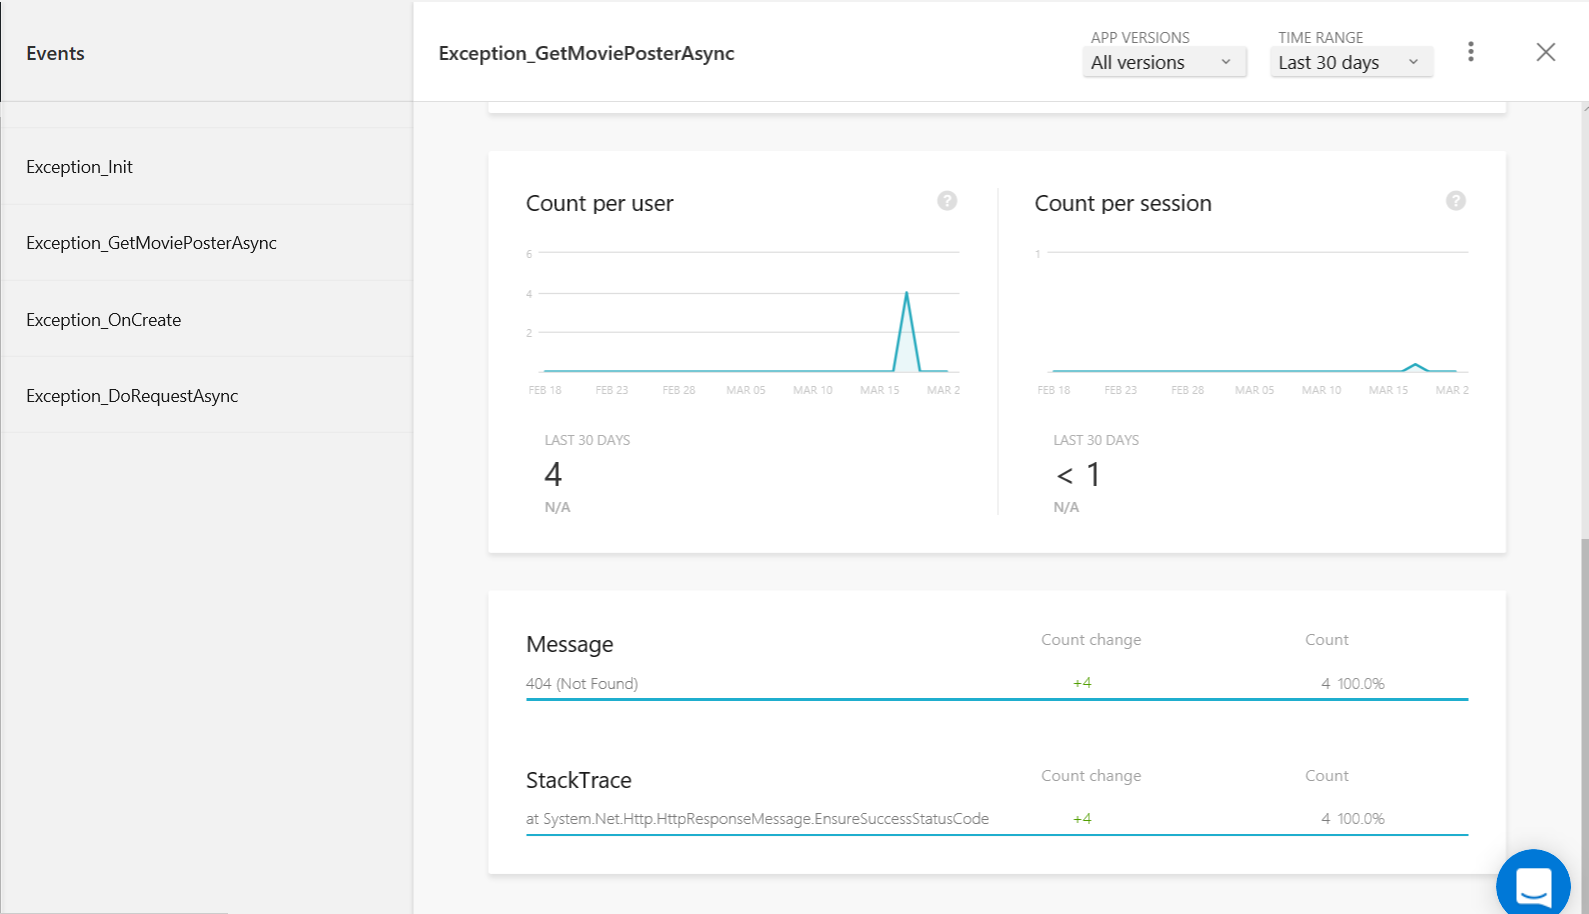 Events
Exception_Init
Exception_GetMoviePosterAsync
Exception_OnCreate
Exception_DoRequestAsync
Exception_GetMoviePosterAsync
APP VERSIONS
All versions
TIME RANGE
Last 30 days
Count per user
?
6
4
2
FEB 18 FEB 23 FEB 28 MAR 05 MAR 10 MAR 15 MAR 2
LAST 30 DAYS
4
N/A
Count per session
?
1
FEB 18 FEB 23 FEB 28 MAR 05 MAR 10 MAR 15 MAR 2
LAST 30 DAYS
< 1
N/A
Message Count change Count
404 (Not Found) +4 4 100.0%
StackTrace Count change Count
at System.Net.Http.HttpResponseMessage.EnsureSuccessStatusCode +4 4 100.0%